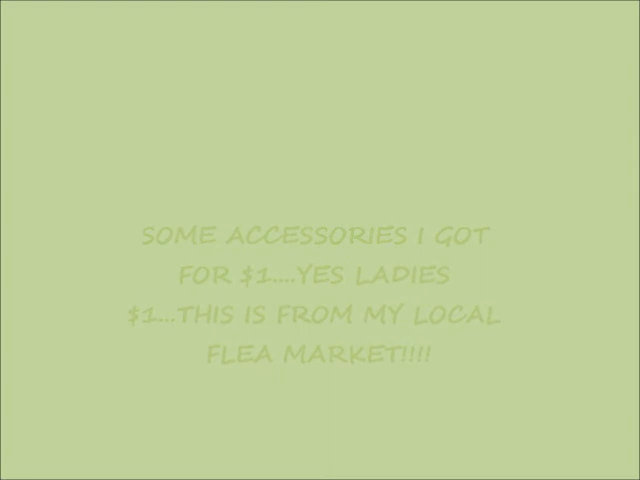 SOME ACCESSORIES I GOT
FOR $1....YES LADIES
$1...THIS IS FROM MY LOCAL
FLEA MARKET!!!!